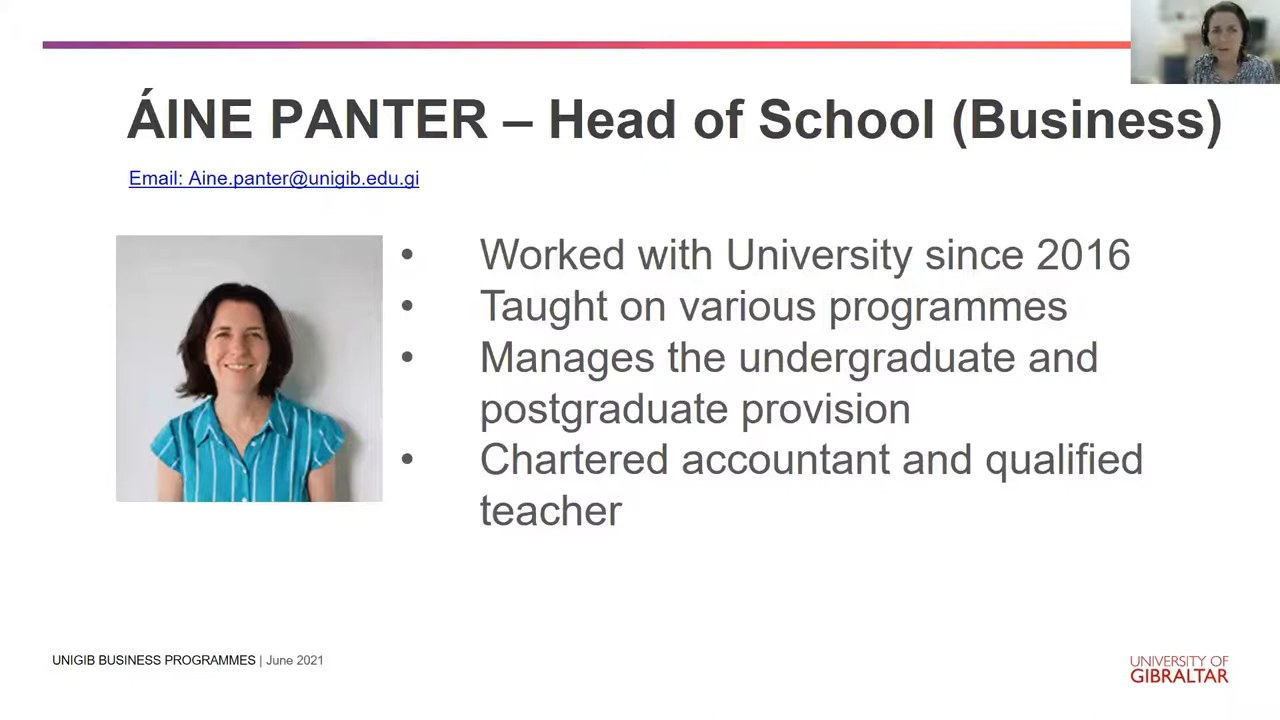 ÁINE PANTER – Head of School (Business)
Email: Aine.panter@unigib.edu.gi
• Worked with University since 2016
• Taught on various programmes
• Manages the undergraduate and
postgraduate provision
• Chartered accountant and qualified
teacher
UNIGIB BUSINESS PROGRAMMES | June 2021
UNIVERSITY OF
GIBRALTAR